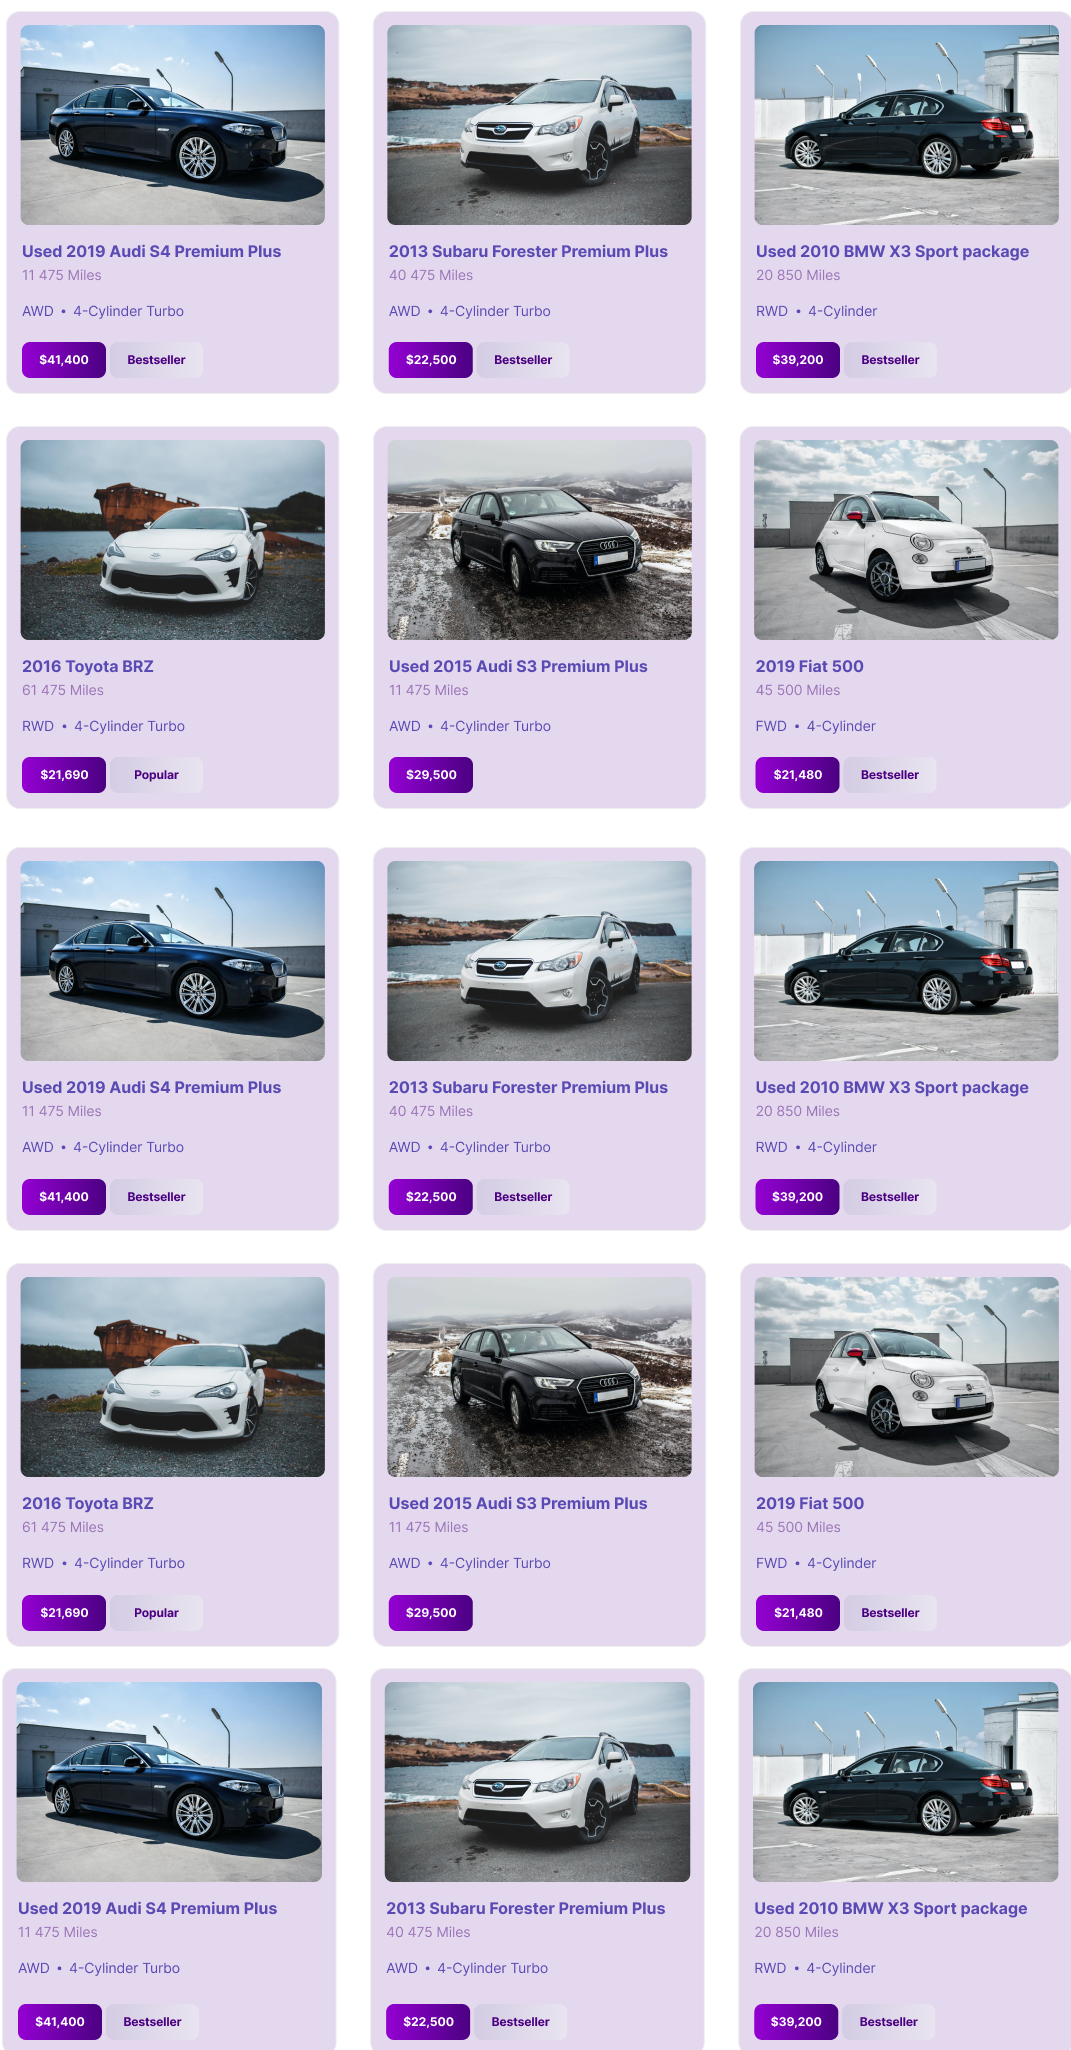 Used 2019 Audi S4 Premium Plus
11 475 Miles
AWD • 4-Cylinder Turbo
$41,400 Bestseller
2013 Subaru Forester Premium Plus
40 475 Miles
AWD • 4-Cylinder Turbo
$22,500 Bestseller
Used 2010 BMW X3 Sport package
20 850 Miles
RWD • 4-Cylinder
$39,200 Bestseller
2016 Toyota BRZ
61 475 Miles
RWD • 4-Cylinder Turbo
$21,690 Popular
Used 2015 Audi S3 Premium Plus
11 475 Miles
AWD • 4-Cylinder Turbo
$29,500
2019 Fiat 500
45 500 Miles
FWD • 4-Cylinder
$21,480 Bestseller
Used 2019 Audi S4 Premium Plus
11 475 Miles
AWD • 4-Cylinder Turbo
$41,400 Bestseller
2013 Subaru Forester Premium Plus
40 475 Miles
AWD • 4-Cylinder Turbo
$22,500 Bestseller
Used 2010 BMW X3 Sport package
20 850 Miles
RWD • 4-Cylinder
$39,200 Bestseller
2016 Toyota BRZ
61 475 Miles
RWD • 4-Cylinder Turbo
$21,690 Popular
Used 2015 Audi S3 Premium Plus
11 475 Miles
AWD • 4-Cylinder Turbo
$29,500
2019 Fiat 500
45 500 Miles
FWD • 4-Cylinder
$21,480 Bestseller
Used 2019 Audi S4 Premium Plus
11 475 Miles
AWD • 4-Cylinder Turbo
$41,400 Bestseller
2013 Subaru Forester Premium Plus
40 475 Miles
AWD • 4-Cylinder Turbo
$22,500 Bestseller
Used 2010 BMW X3 Sport package
20 850 Miles
RWD • 4-Cylinder
$39,200 Bestseller